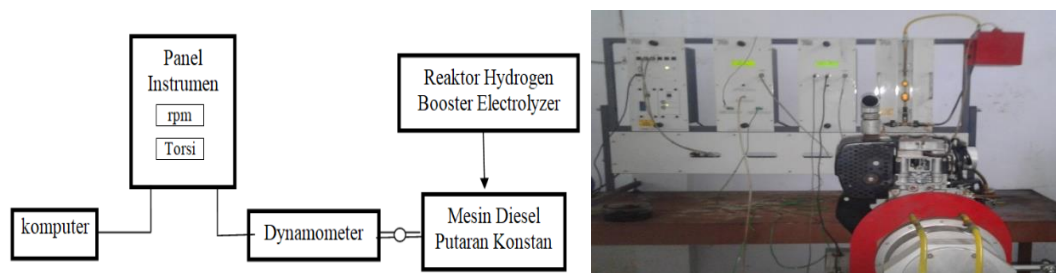 Panel
Instrumen
rpm
Torsi
Reaktor Hydrogen
Booster Electrolyzer
komputer
Dynamometer
Mesin Diesel
Putaran Konstan